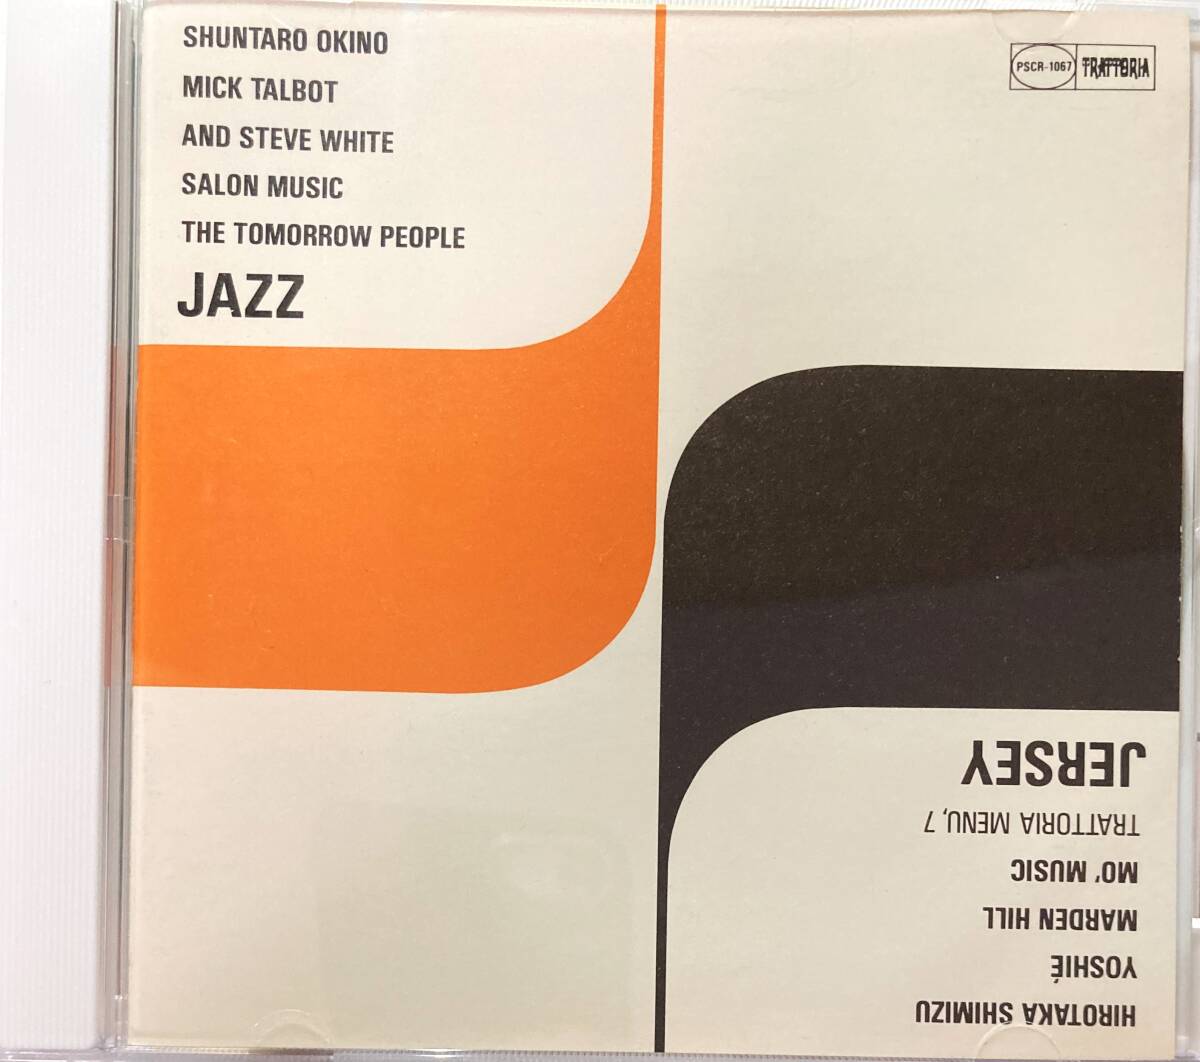 SHUNTARO OKINO
MICK TALBOT
AND STEVE WHITE
SALON MUSIC
THE TOMORROW PEOPLE
JAZZ
PSCR-1067 TRATTORIA
HIROTAKA SHIMIZU
YOSHIÉ
MARDEN HILL
MO' MUSIC
TRATTORIA MENU, 7
JERSEY